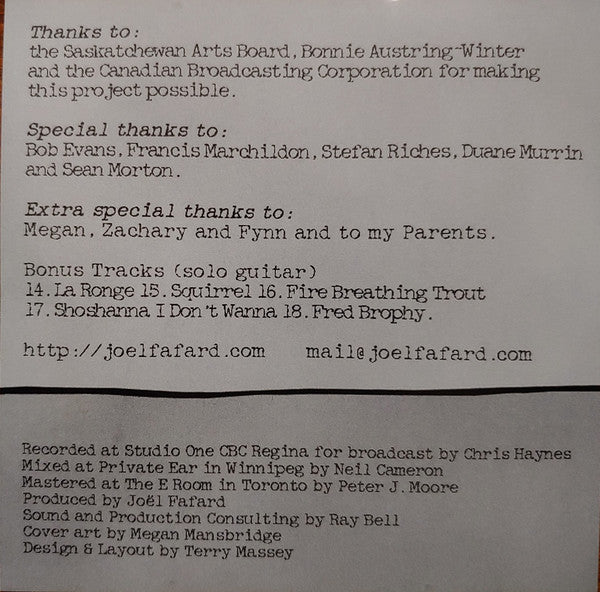 Thanks to:
the Saskatchewan Arts Board, Bonnie Austring-Winter
and the Canadian Broadcasting Corporation for making
this project possible.
Special thanks to:
Bob Evans, Francis Marchildon, Stefan Riches, Duane Murrin
and Sean Morton.
Extra special thanks to:
Megan, Zachary and Fynn and to my Parents.
Bonus Tracks (solo guitar)
14. La Ronge 15. Squirrel 16. Fire Breathing Trout
17. Shoshanna I Don't Wanna 18. Fred Brophy.
http://joelfafard.com mail@joelfafard.com
Recorded at Studio One CBC Regina for broadcast by Chris Haynes
Mixed at Private Ear in Winnipeg by Neil Cameron
Mastered at The E Room in Toronto by Peter J. Moore
Produced by Joël Fafard
Sound and Production Consulting by Ray Bell
Cover art by Megan Mansbridge
Design & Layout by Terry Massey